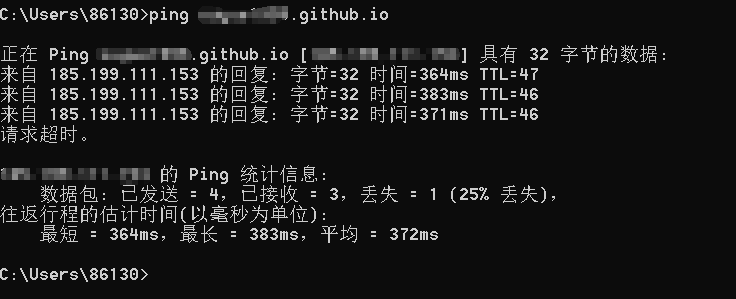 C:\Users\86130>ping .github.io
正在 Ping .github.io [] 具有 32 字节的数据:
来自 185.199.111.153 的回复: 字节=32 时间=364ms TTL=47
来自 185.199.111.153 的回复: 字节=32 时间=383ms TTL=46
来自 185.199.111.153 的回复: 字节=32 时间=371ms TTL=46
请求超时。
的 Ping 统计信息:
数据包: 已发送 = 4, 已接收 = 3, 丢失 = 1 (25% 丢失),
往返行程的估计时间(以毫秒为单位):
最短 = 364ms, 最长 = 383ms, 平均 = 372ms
C:\Users\86130>